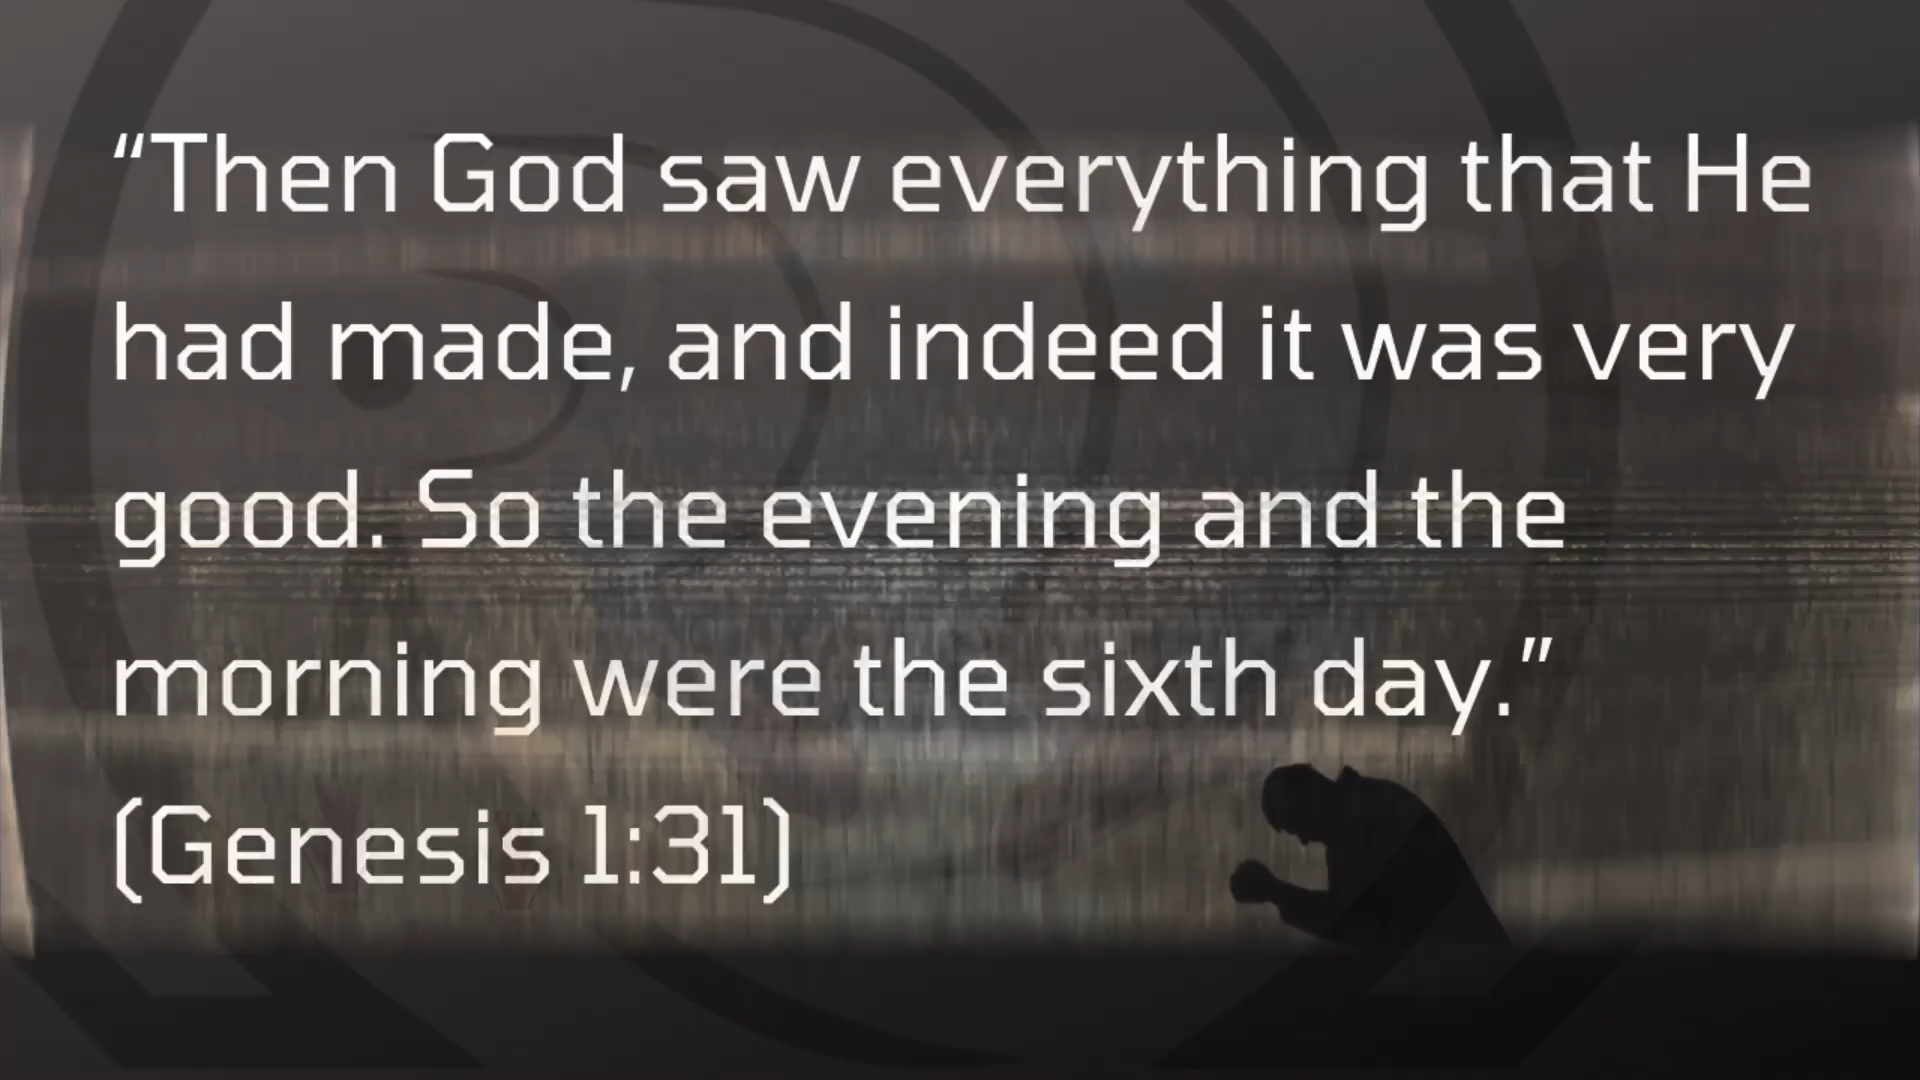 “Then God saw everything that He
had made, and indeed it was very
good. So the evening and the
morning were the sixth day.”
(Genesis 1:31)